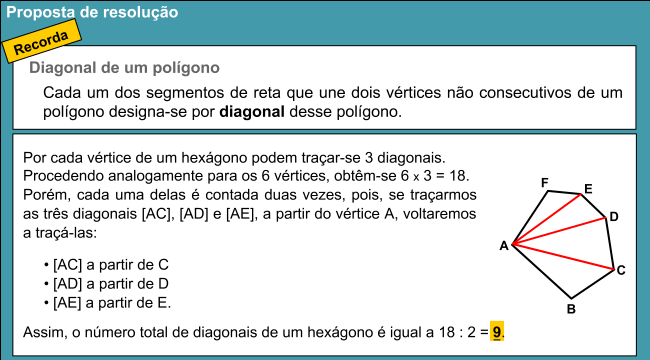 Proposta de resolução
Recorda
Diagonal de um polígono
Cada um dos segmentos de reta que une dois vértices não consecutivos de um
polígono designa-se por diagonal desse polígono.
Por cada vértice de um hexágono podem traçar-se 3 diagonais.
Procedendo analogamente para os 6 vértices, obtêm-se 6 x 3 = 18.
Porém, cada uma delas é contada duas vezes, pois, se traçarmos
as três diagonais [AC], [AD] e [AE], a partir do vértice A, voltaremos
a traçá-las:
• [AC] a partir de C
• [AD] a partir de D
• [AE] a partir de E.
Assim, o número total de diagonais de um hexágono é igual a 18 : 2 = 9.
F
E
D
A
C
B